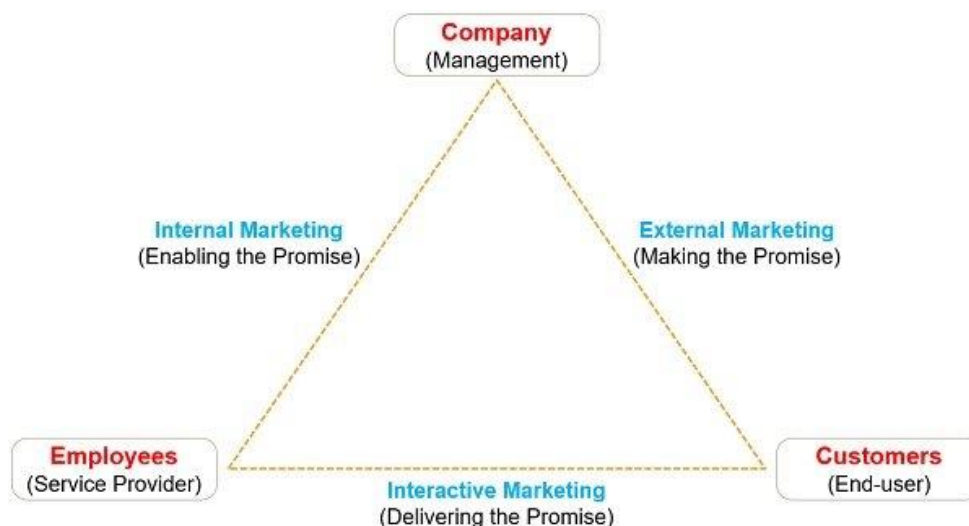 Company
(Management)
Internal Marketing
(Enabling the Promise)
External Marketing
(Making the Promise)
Employees
(Service Provider)
Interactive Marketing
(Delivering the Promise)
Customers
(End-user)